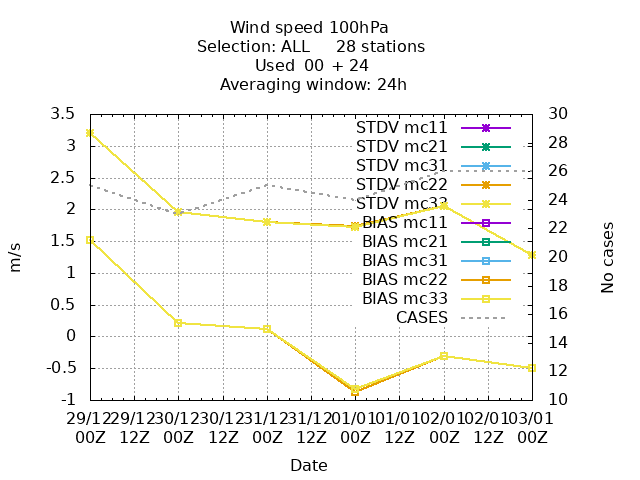 Wind speed 100hPa
Selection: ALL 28 stations
Used 00 + 24
Averaging window: 24h
3.5
3
2.5
2
1.5
1
0.5
0
-0.5
-1
m/s
30
28
26
24
22
20
18
16
14
12
10
No cases
STDV mc11
STDV mc21
STDV mc31
STDV mc22
STDV mc33
BIAS mc11
BIAS mc21
BIAS mc31
BIAS mc22
BIAS mc33
CASES
29/12 29/12 30/12 30/12 31/12 31/12 01/01 01/01 02/01 02/01 03/01
00Z 12Z 00Z 12Z 00Z 12Z 00Z 12Z 00Z 12Z 00Z
Date